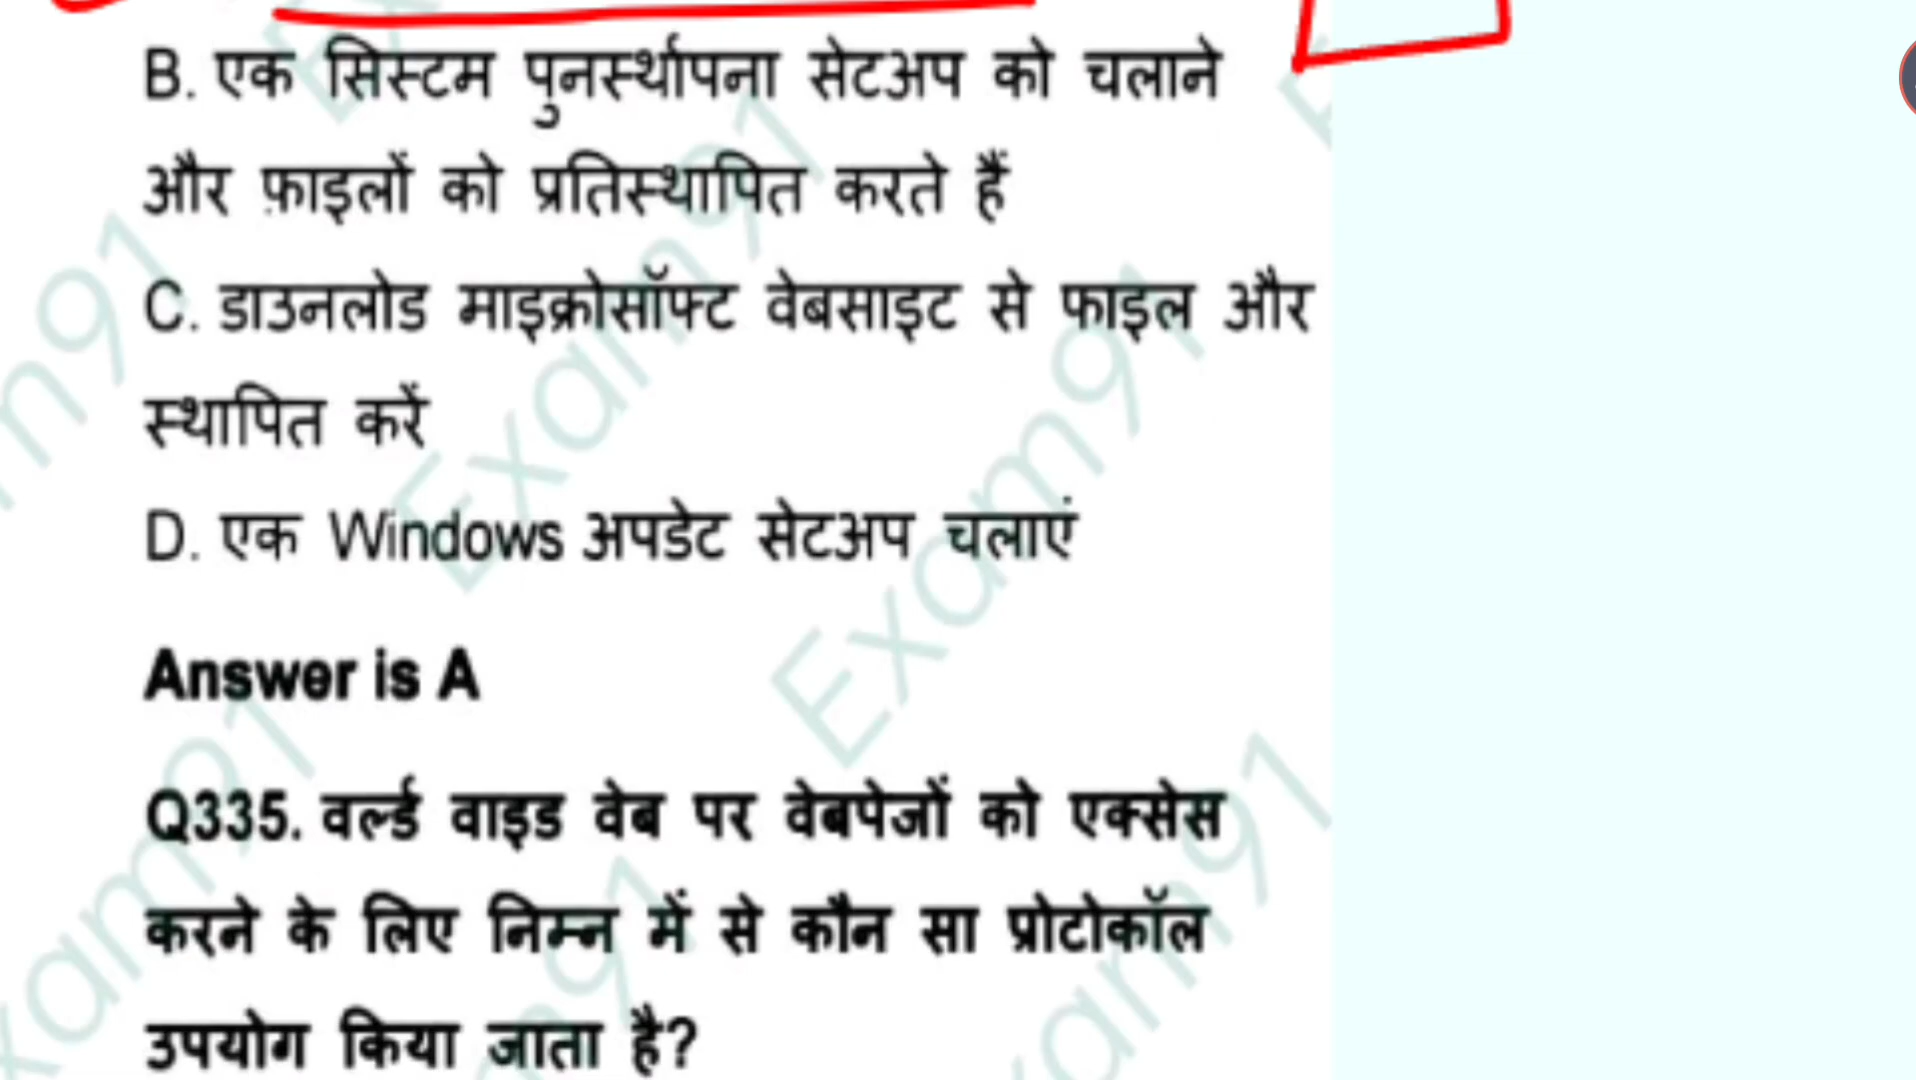 B. एक सिस्टम पुनर्स्थापना सेटअप को चलाने
और फ़ाइलों को प्रतिस्थापित करते हैं
C. डाउनलोड माइक्रोसॉफ्ट वेबसाइट से फाइल और
स्थापित करें
D. एक Windows अपडेट सेटअप चलाएं
Answer is A
Q335. वर्ल्ड वाइड वेब पर वेबपेजों को एक्सेस
करने के लिए निम्न में से कौन सा प्रोटोकॉल
उपयोग किया जाता है?
Exam91